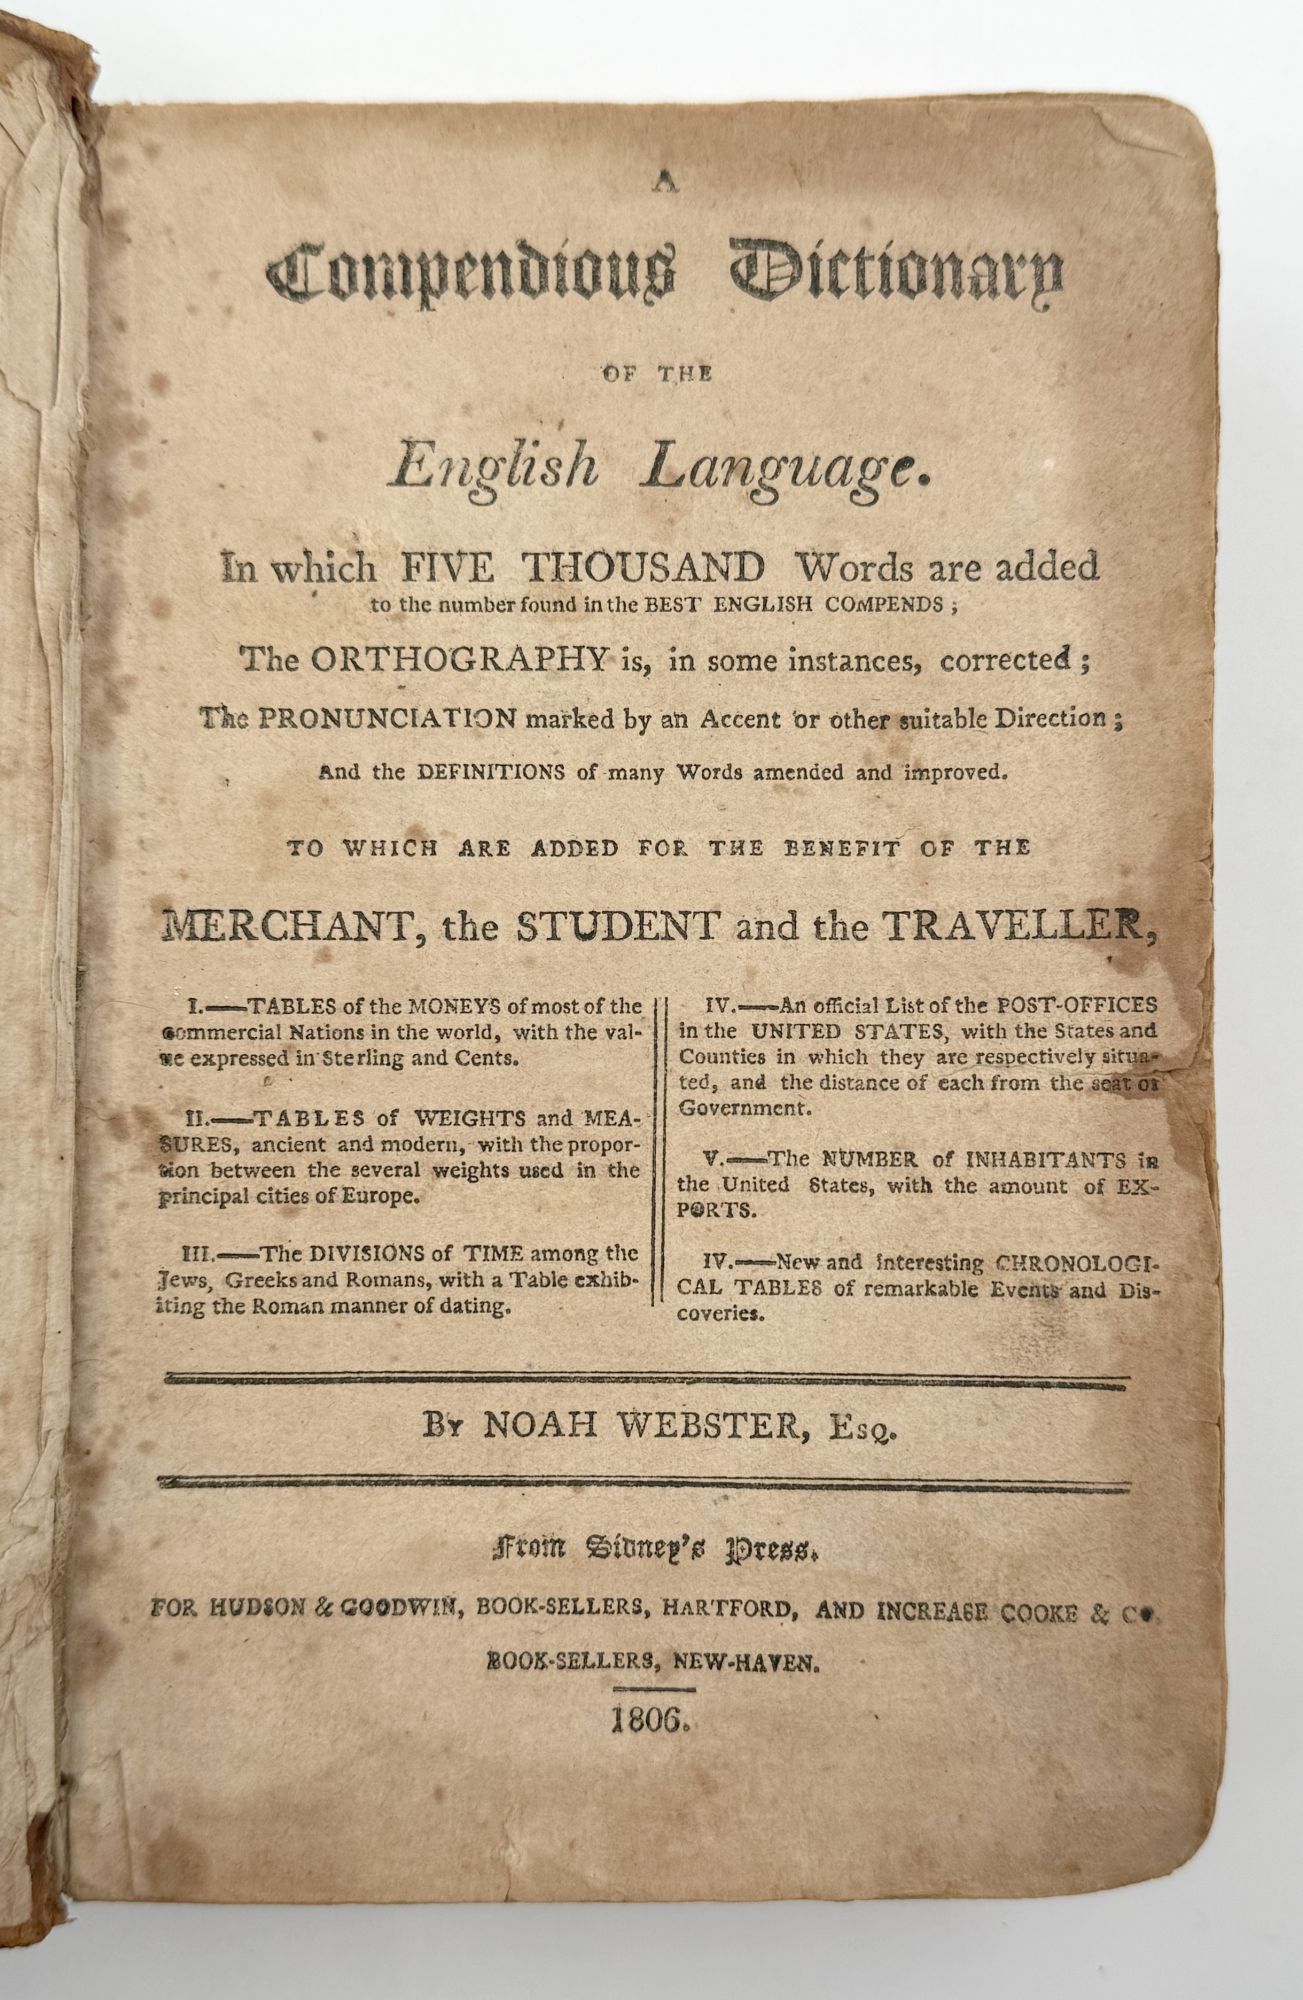 A
Compendious Dictionary
OF THE
English Language.
In which FIVE THOUSAND Words are added
to the number found in the BEST ENGLISH COMPENDS;
The ORTHOGRAPHY is, in some instances, corrected;
The PRONUNCIATION marked by an Accent or other suitable Direction;
And the DEFINITIONS of many Words amended and improved.
TO WHICH ARE ADDED FOR THE BENEFIT OF THE
MERCHANT, the STUDENT and the TRAVELLER,
I.—TABLES of the MONEYS of most of the
commercial Nations in the world, with the val-
ue expressed in Sterling and Cents.
II.—TABLES of WEIGHTS and MEA-
SURES, ancient and modern, with the propor-
tion between the several weights used in the
principal cities of Europe.
III.—The DIVISIONS of TIME among the
Jews, Greeks and Romans, with a Table exhib-
iting the Roman manner of dating.
IV.—An official List of the POST-OFFICES
in the UNITED STATES, with the States and
Counties in which they are respectively situa-
ted, and the distance of each from the seat of
Government.
V.—The NUMBER of INHABITANTS in
the United States, with the amount of EX-
PORTS.
IV.—New and interesting CHRONOLOGI-
CAL TABLES of remarkable Events and Dis-
coveries.
By NOAH WEBSTER, Esq.
From Sidney's Press.
FOR HUDSON & GOODWIN, BOOK-SELLERS, HARTFORD, AND INCREASE COOKE & CO.
BOOK-SELLERS, NEW-HAVEN.
1806.